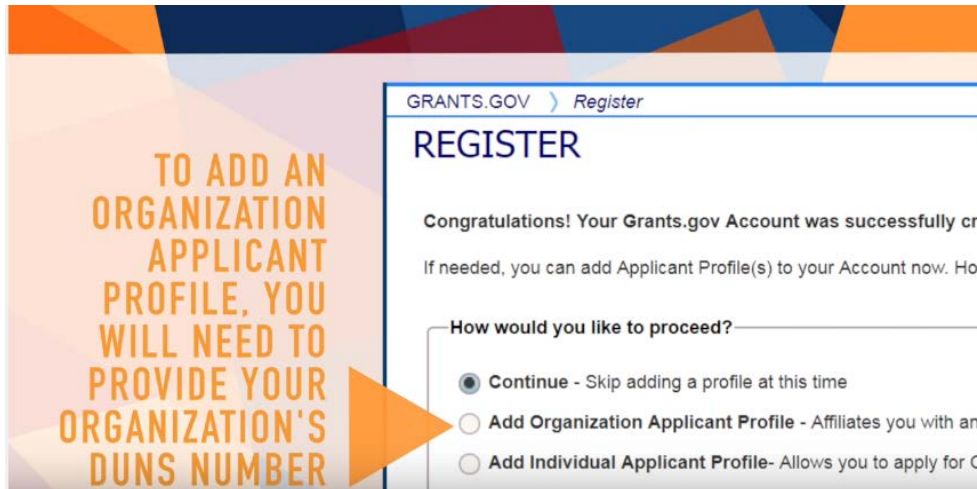 TO ADD AN
ORGANIZATION
APPLICANT
PROFILE, YOU
WILL NEED TO
PROVIDE YOUR
ORGANIZATION'S
DUNS NUMBER
GRANTS.GOV > Register
REGISTER
Congratulations! Your Grants.gov Account was successfully
If needed, you can add Applicant Profile(s) to your Account now.
How would you like to proceed?
Continue - Skip adding a profile at this time
Add Organization Applicant Profile - Affiliates you with
Add Individual Applicant Profile- Allows you to apply for